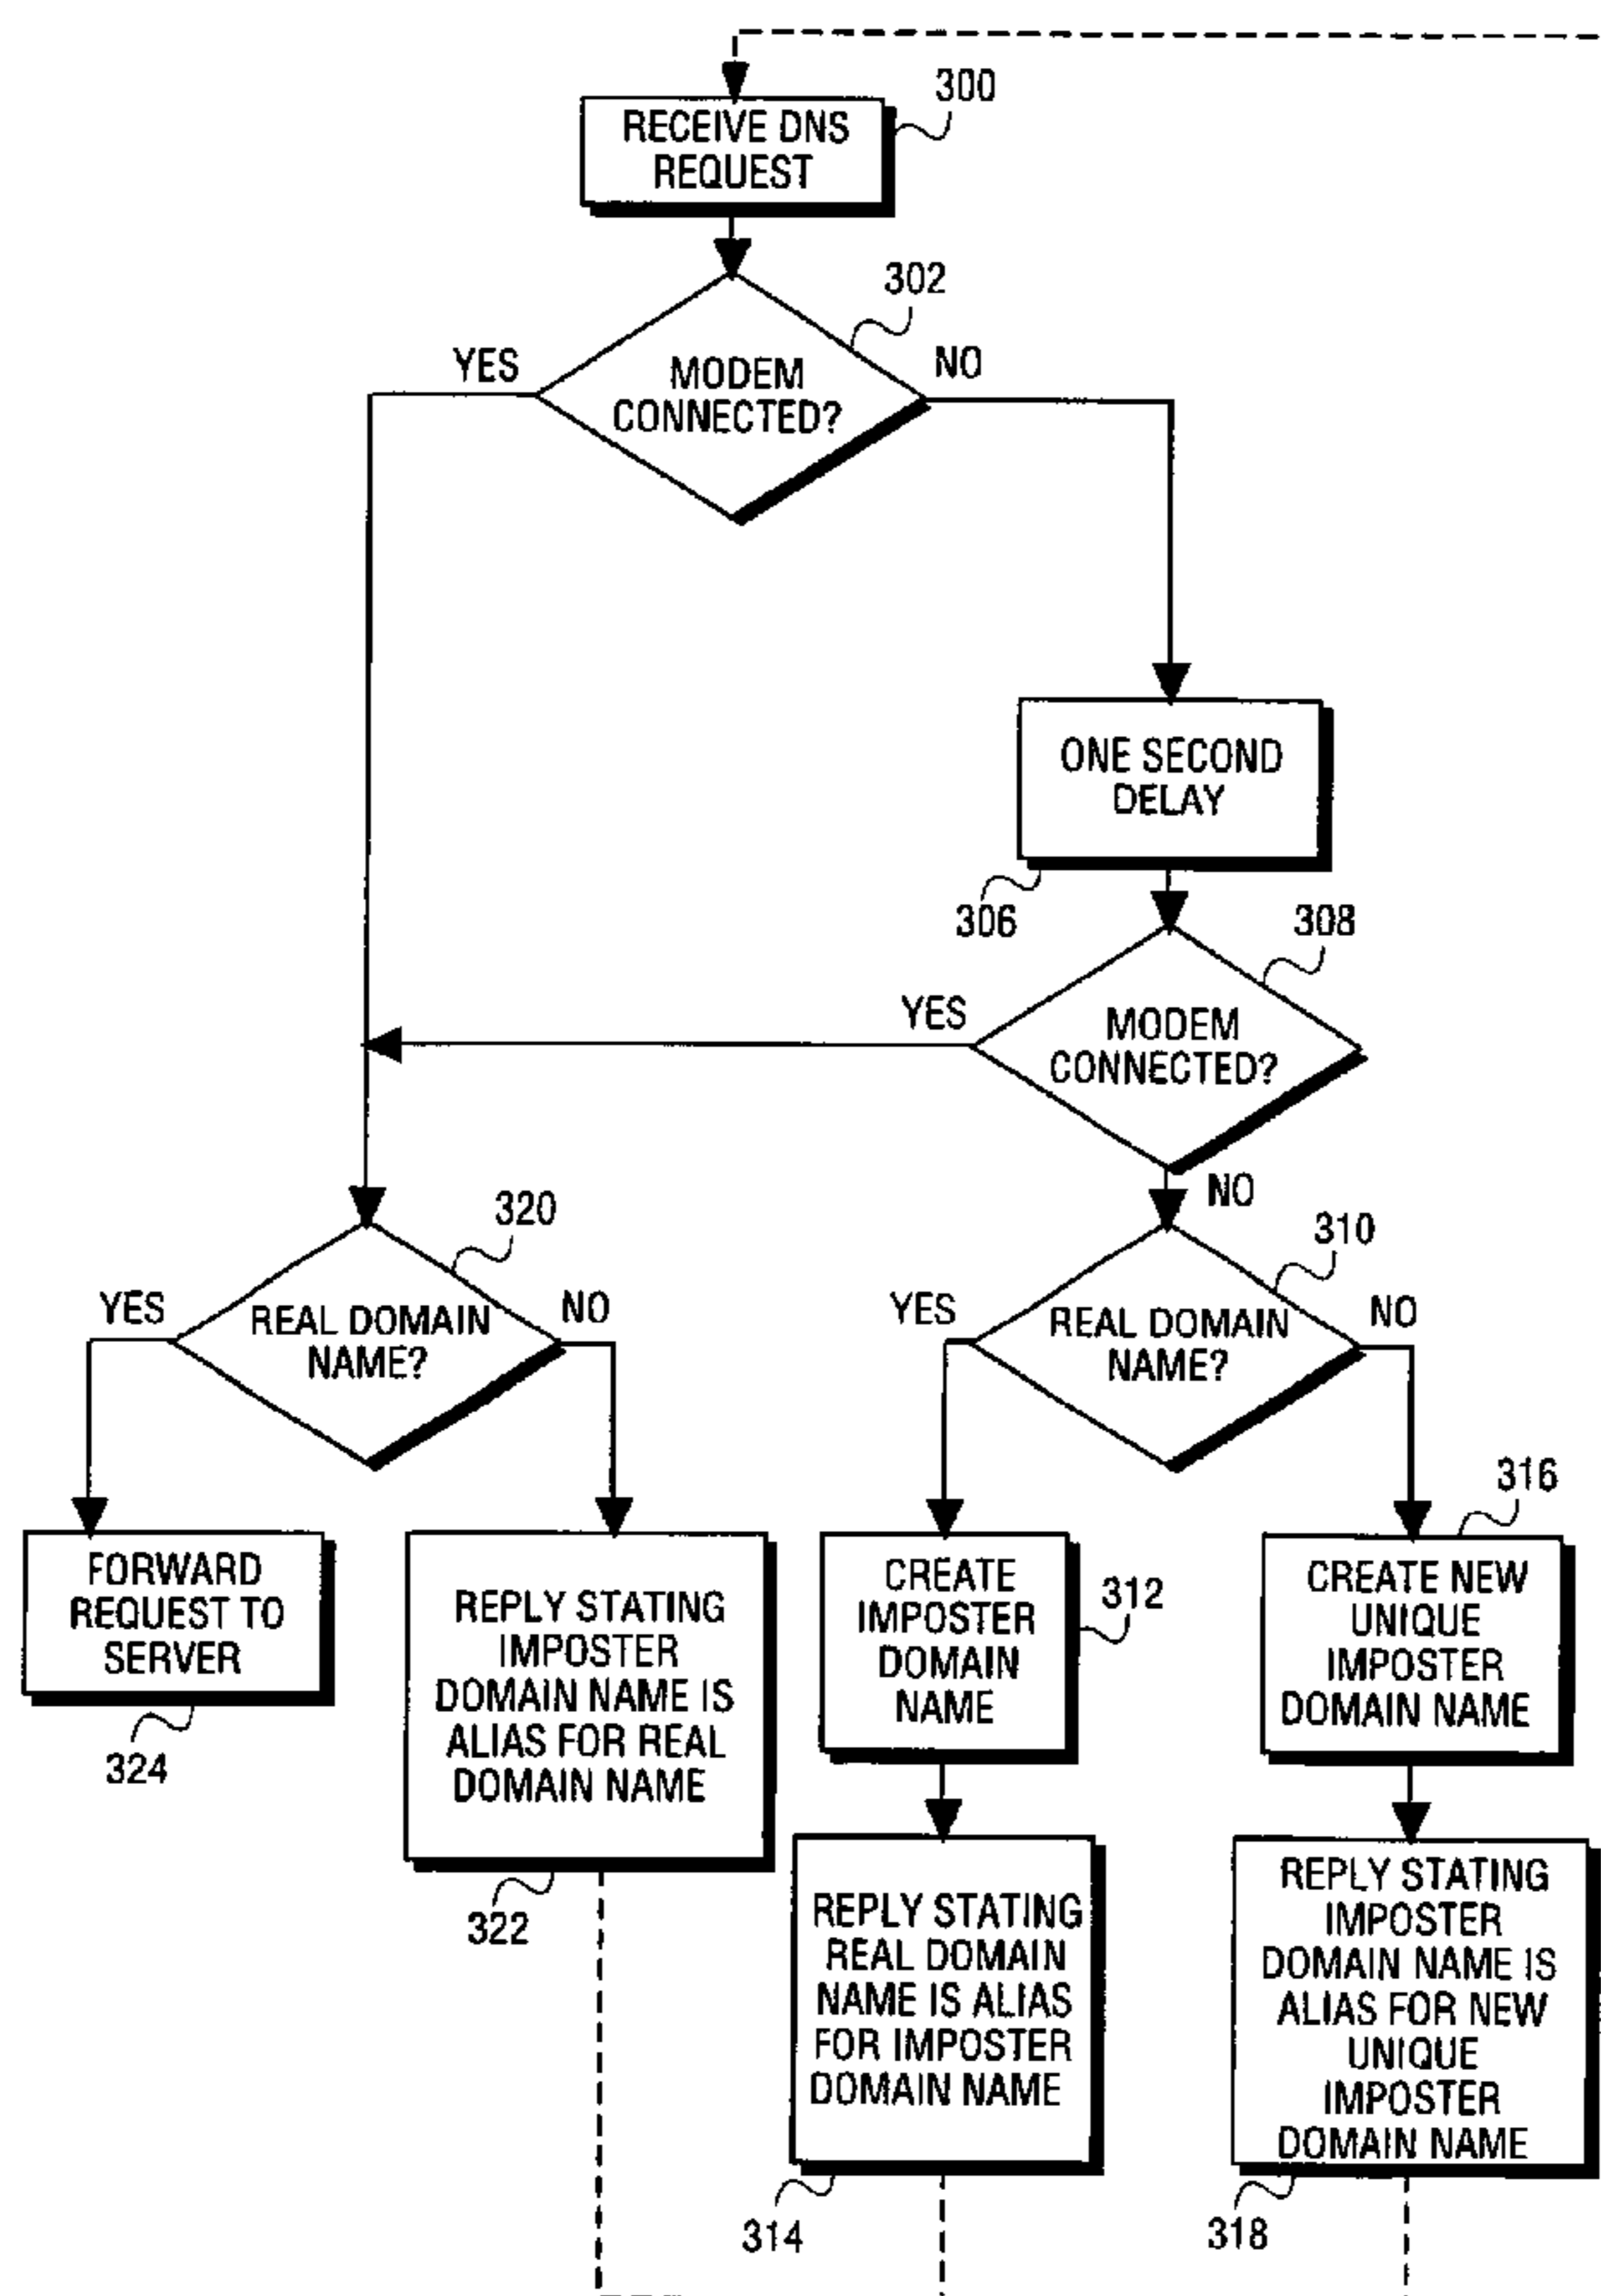 300
RECEIVE DNS
REQUEST
302
YES
NO
MODEM
CONNECTED?
ONE SECOND
DELAY
306
308
YES
MODEM
CONNECTED?
NO
320
310
YES
REAL DOMAIN
NAME?
NO
YES
REAL DOMAIN
NAME?
NO
316
FORWARD
REQUEST TO
SERVER
324
REPLY STATING
IMPOSTER
DOMAIN NAME IS
ALIAS FOR REAL
DOMAIN NAME
322
CREATE
IMPOSTER
DOMAIN
NAME
312
CREATE NEW
UNIQUE
IMPOSTER
DOMAIN NAME
REPLY STATING
REAL DOMAIN
NAME IS ALIAS
FOR IMPOSTER
DOMAIN NAME
314
REPLY STATING
IMPOSTER
DOMAIN NAME IS
ALIAS FOR NEW
UNIQUE
IMPOSTER
DOMAIN NAME
318